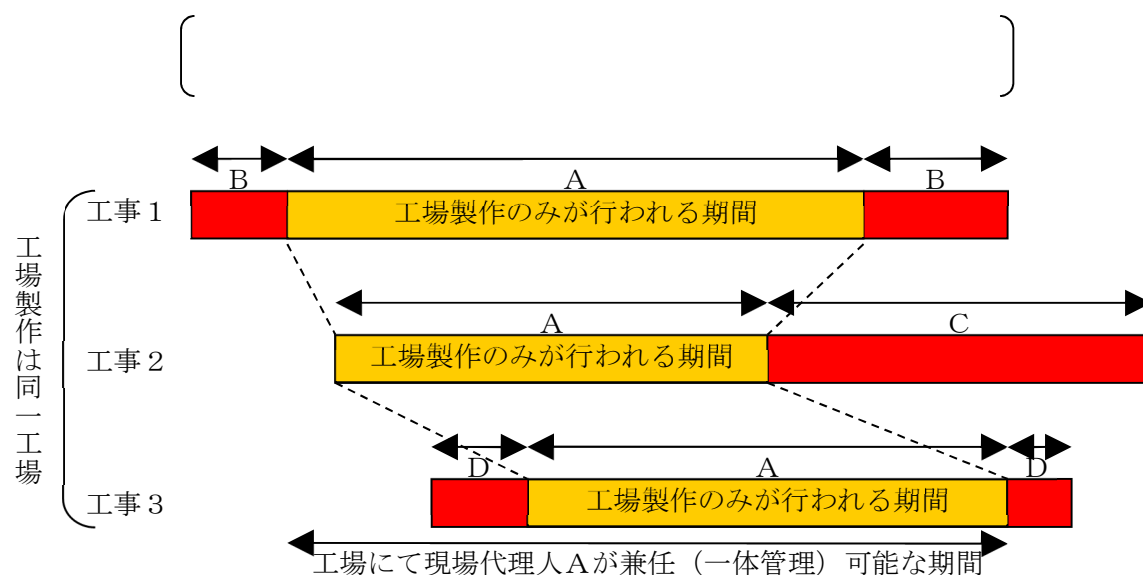 B
A
B
工事１
工場製作のみが行われる期間
A
C
工事２
工場製作のみが行われる期間
D
A
D
工事３
工場製作のみが行われる期間
工場製作は同一工場
工場にて現場代理人Ａが兼任（一体管理）可能な期間